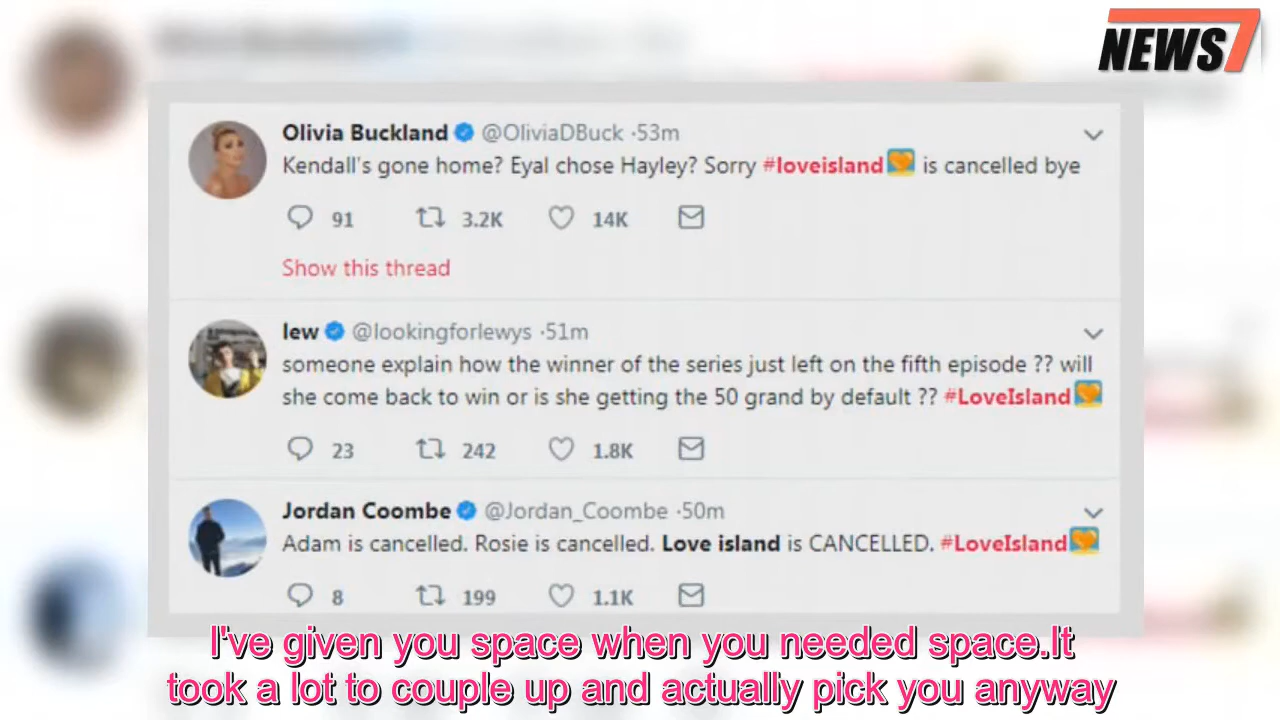 NEWS7
Olivia Buckland @OliviaDBuck ·53m
Kendall's gone home? Eyal chose Hayley? Sorry #loveisland is cancelled bye
91 3.2K 14K
Show this thread
lew @lookingforlewys ·51m
someone explain how the winner of the series just left on the fifth episode ?? will
she come back to win or is she getting the 50 grand by default ?? #LoveIsland
23 242 1.8K
Jordan Coombe @Jordan_Coombe ·50m
Adam is cancelled. Rosie is cancelled. Love island is CANCELLED. #LoveIsland
8 199 1.1K
I've given you space when you needed space.It
took a lot to couple up and actually pick you anyway